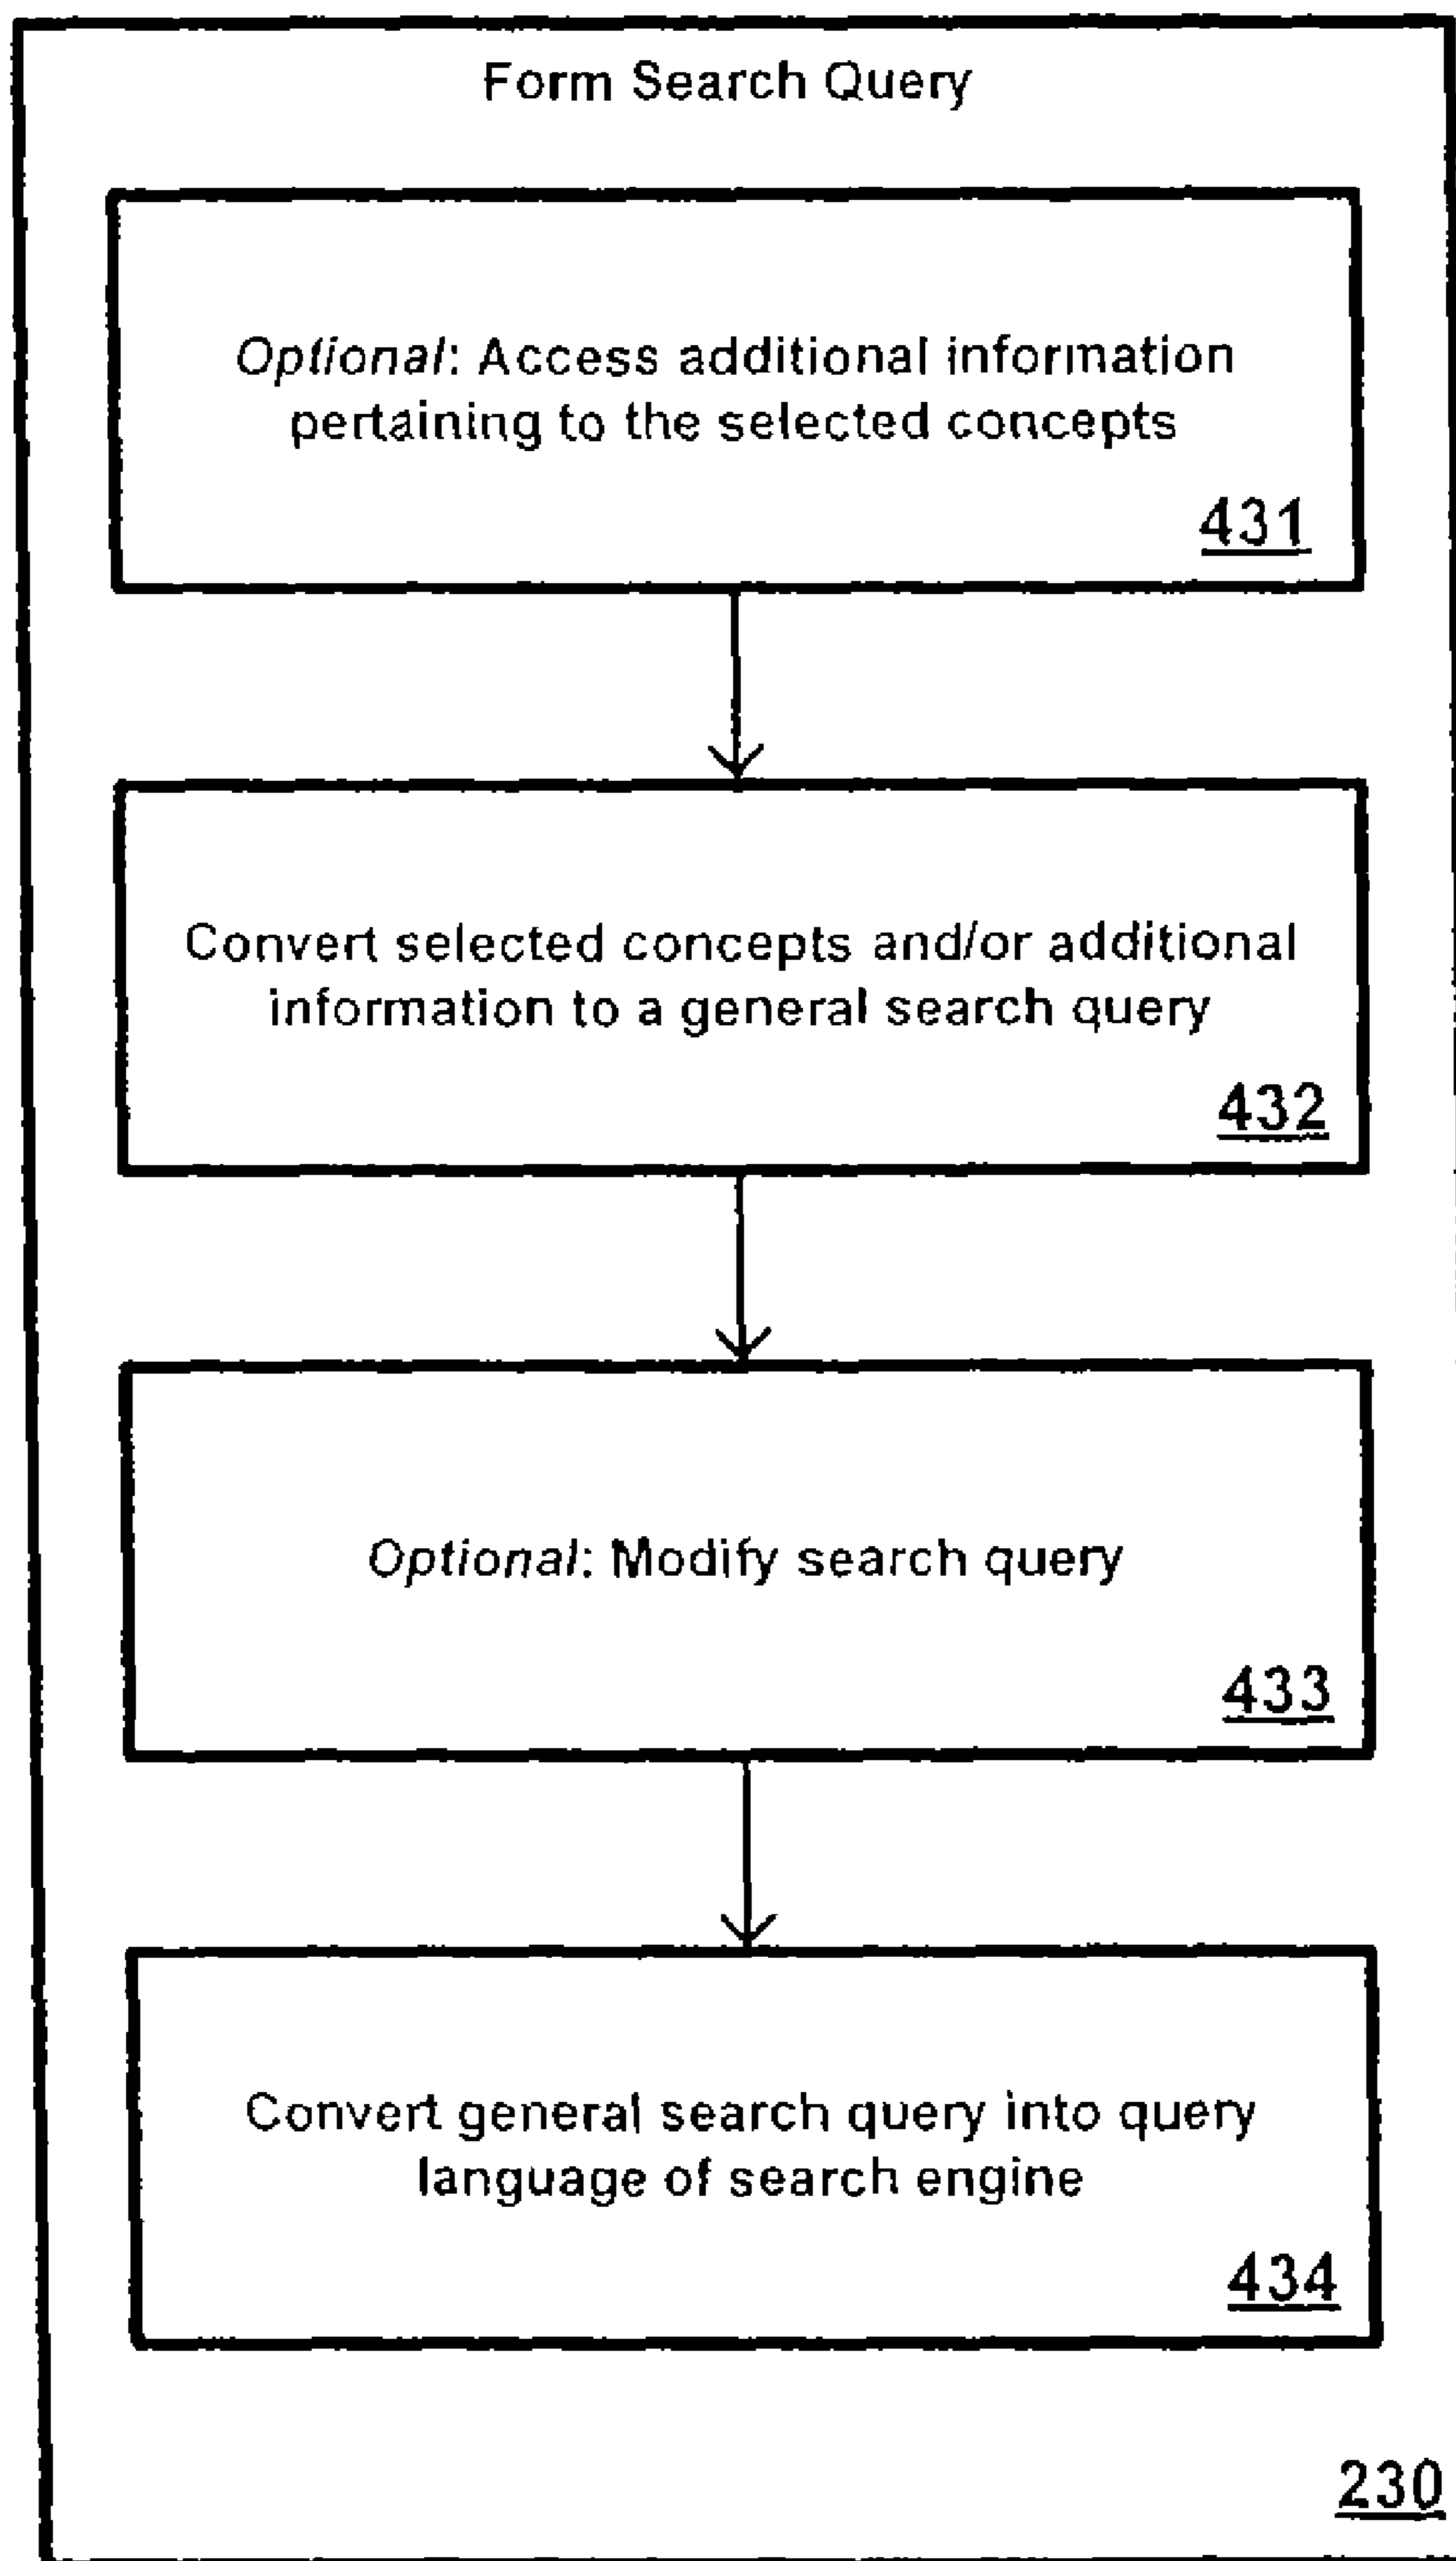 Form Search Query
Optional: Access additional information
pertaining to the selected concepts
431
Convert selected concepts and/or additional
information to a general search query
432
Optional: Modify search query
433
Convert general search query into query
language of search engine
434
230